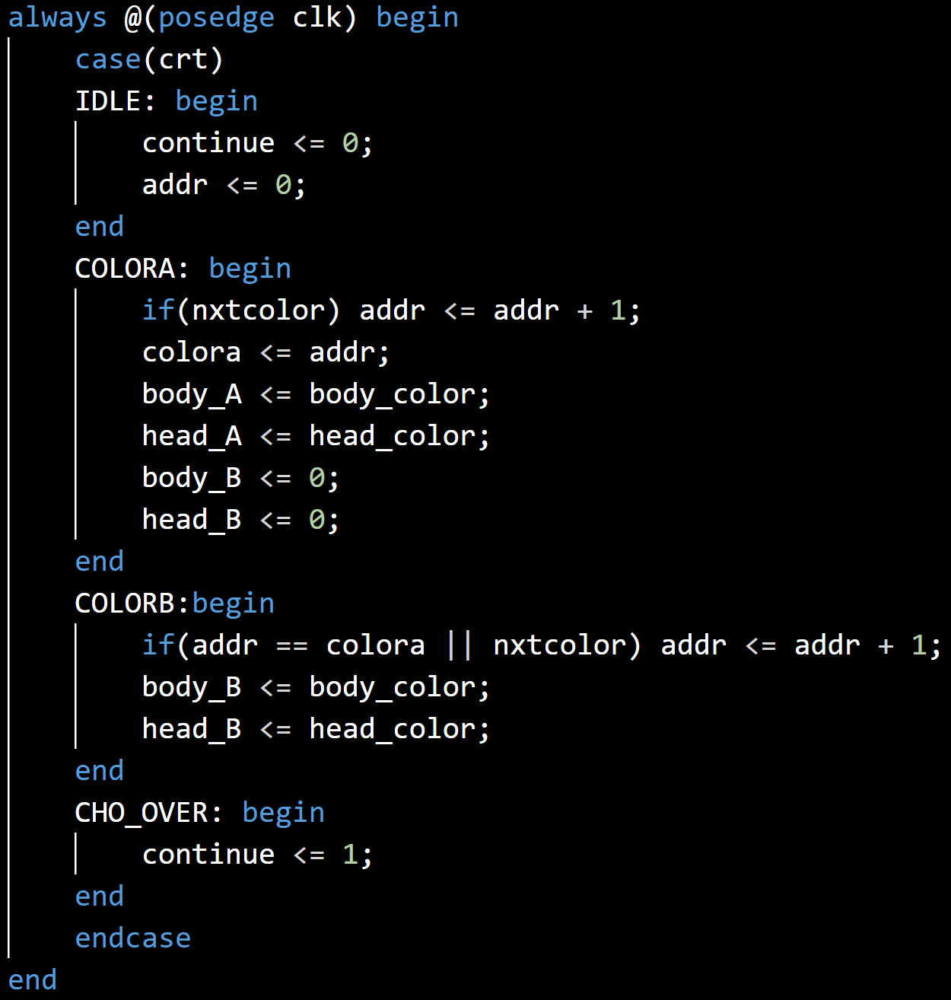 always @(posedge clk) begin
    case(crt)
    IDLE: begin
        continue <= 0;
        addr <= 0;
    end
    COLORA: begin
        if(nxtcolor) addr <= addr + 1;
        colora <= addr;
        body_A <= body_color;
        head_A <= head_color;
        body_B <= 0;
        head_B <= 0;
    end
    COLORB:begin
        if(addr == colora || nxtcolor) addr <= addr + 1;
        body_B <= body_color;
        head_B <= head_color;
    end
    CHO_OVER: begin
        continue <= 1;
    end
    endcase
end